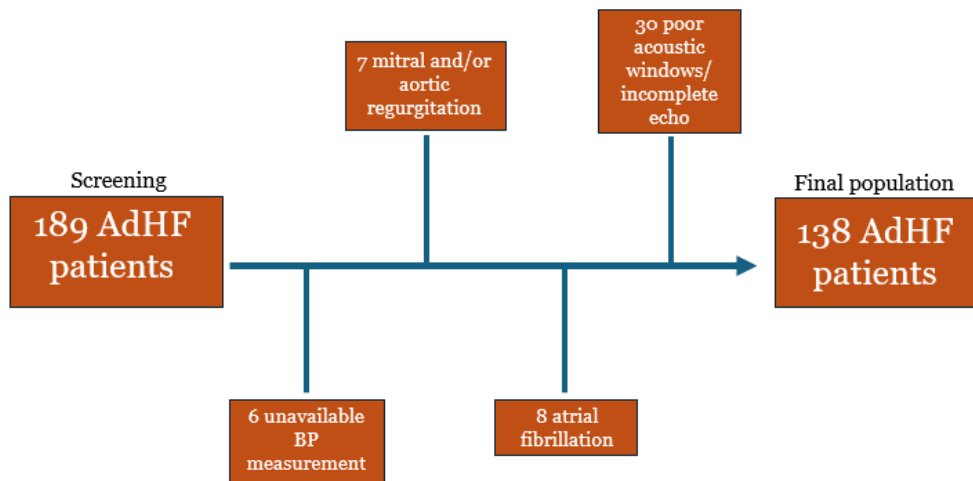 Screening
189 AdHF
patients
6 unavailable
BP
measurement
7 mitral and/or
aortic
regurgitation
8 atrial
fibrillation
30 poor
acoustic
windows/
incomplete
echo
Final population
138 AdHF
patients